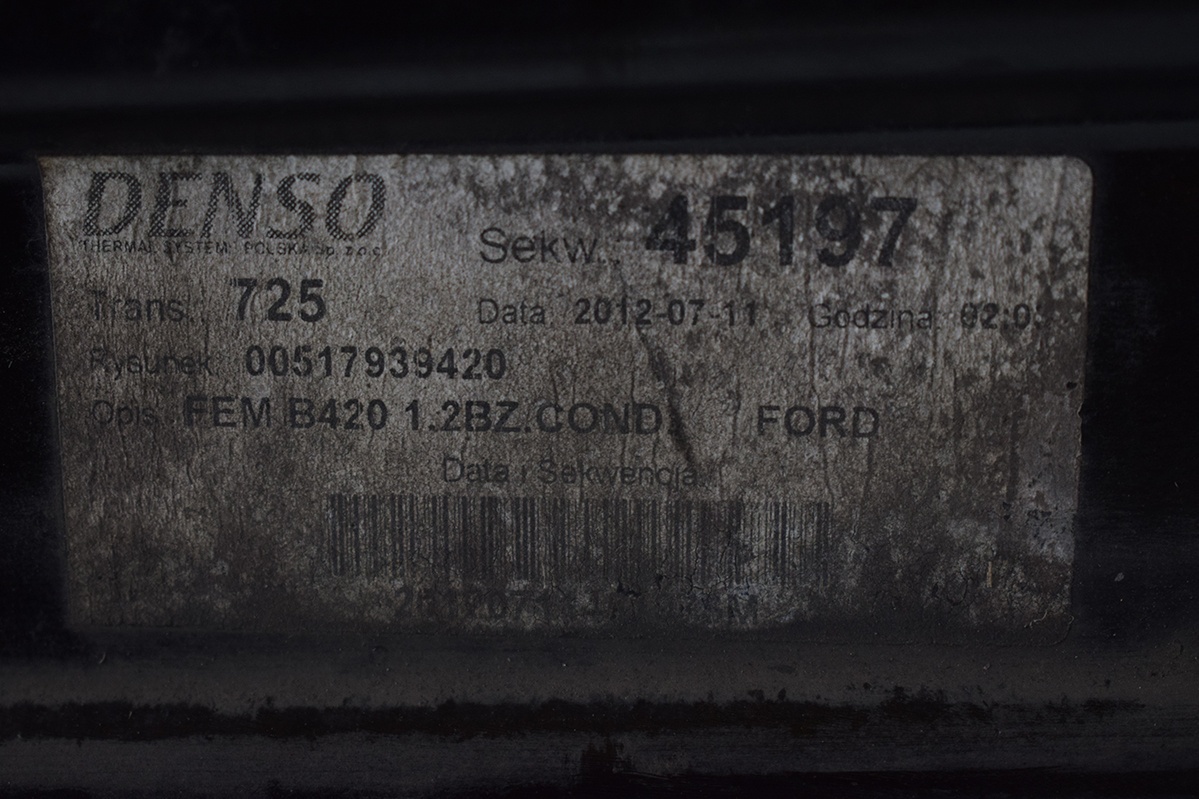 DENSO
THERMAL SYSTEMS POLSKA Sp. z o.o.
Sekw.: 45197
Trans.: 725
Data: 2012-07-11 Godzina:
Rysunek: 00517939420
Opis: FEM B420 1.2BZ.COND. FORD
Data i Sekwencja